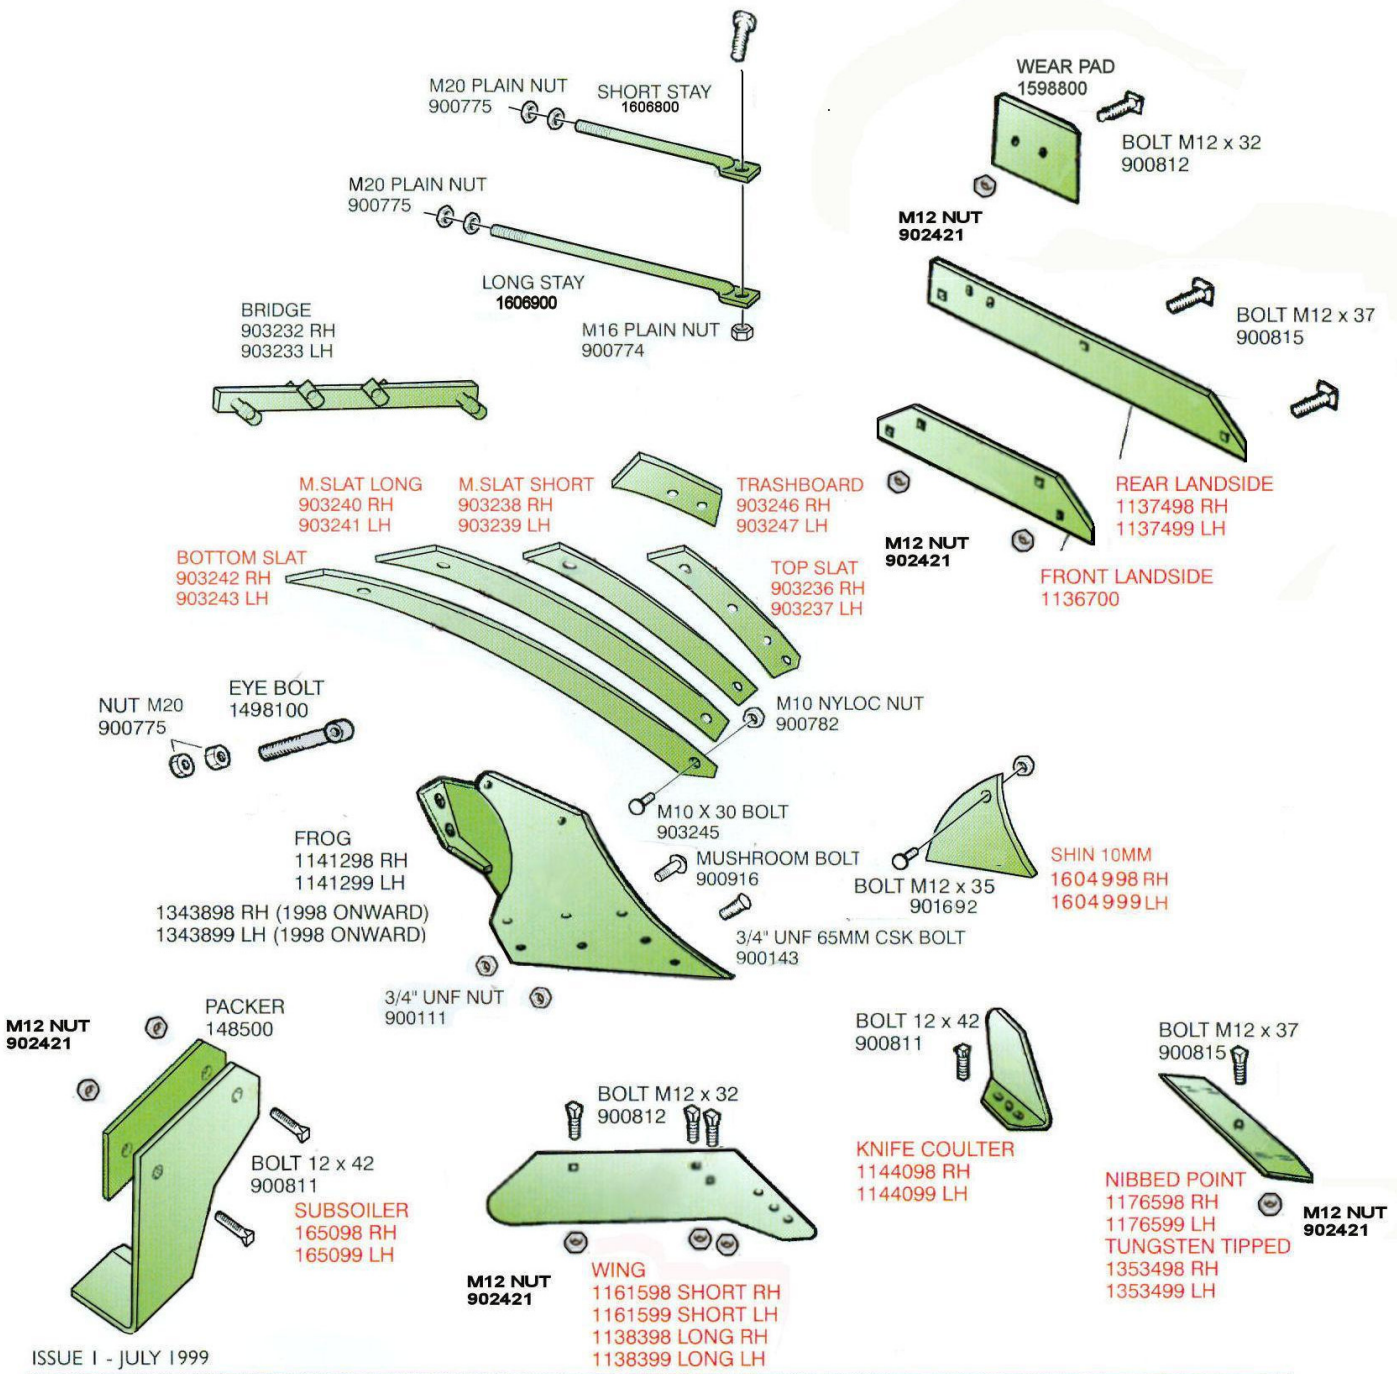 M20 PLAIN NUT
900775
SHORT STAY
1606800
WEAR PAD
1598800
BOLT M12 x 32
900812
M12 NUT
902421
M20 PLAIN NUT
900775
LONG STAY
1606900
M16 PLAIN NUT
900774
BRIDGE
903232 RH
903233 LH
BOLT M12 x 37
900815
M.SLAT LONG
903240 RH
903241 LH
M.SLAT SHORT
903238 RH
903239 LH
TRASHBOARD
903246 RH
903247 LH
REAR LANDSIDE
1137498 RH
1137499 LH
M12 NUT
902421
FRONT LANDSIDE
1136700
BOTTOM SLAT
903242 RH
903243 LH
TOP SLAT
903236 RH
903237 LH
NUT M20
900775
EYE BOLT
1498100
M10 NYLOC NUT
900782
M10 X 30 BOLT
903245
FROG
1141298 RH
1141299 LH
1343898 RH (1998 ONWARD)
1343899 LH (1998 ONWARD)
MUSHROOM BOLT
900916
BOLT M12 x 35
901692
SHIN 10MM
1604998 RH
1604999 LH
3/4" UNF 65MM CSK BOLT
900143
3/4" UNF NUT
900111
M12 NUT
902421
PACKER
148500
BOLT 12 x 42
900811
SUBSOILER
165098 RH
165099 LH
BOLT M12 x 32
900812
M12 NUT
902421
WING
1161598 SHORT RH
1161599 SHORT LH
1138398 LONG RH
1138399 LONG LH
BOLT 12 x 42
900811
KNIFE COULTER
1144098 RH
1144099 LH
BOLT M12 x 37
900815
NIBBED POINT
1176598 RH
1176599 LH
TUNGSTEN TIPPED
1353498 RH
1353499 LH
M12 NUT
902421
ISSUE 1 - JULY 1999